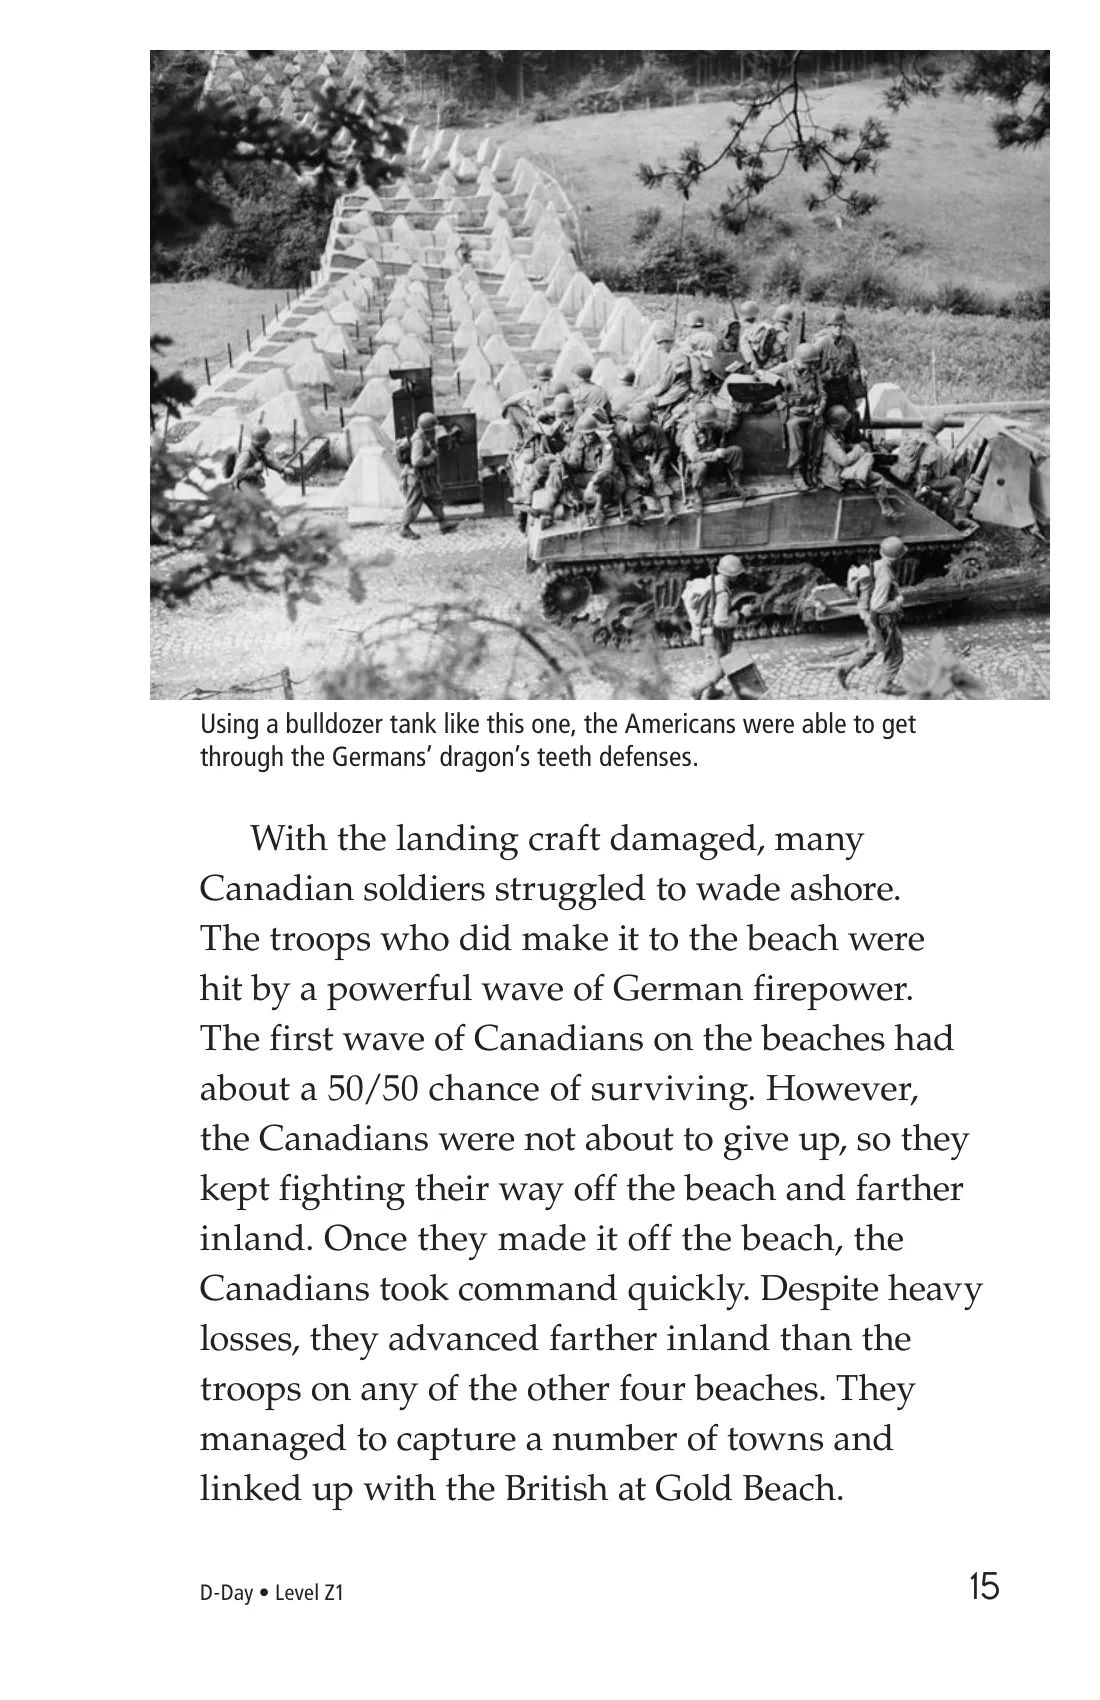 Using a bulldozer tank like this one, the Americans were able to get
through the Germans’ dragon’s teeth defenses.
With the landing craft damaged, many
Canadian soldiers struggled to wade ashore.
The troops who did make it to the beach were
hit by a powerful wave of German firepower.
The first wave of Canadians on the beaches had
about a 50/50 chance of surviving. However,
the Canadians were not about to give up, so they
kept fighting their way off the beach and farther
inland. Once they made it off the beach, the
Canadians took command quickly. Despite heavy
losses, they advanced farther inland than the
troops on any of the other four beaches. They
managed to capture a number of towns and
linked up with the British at Gold Beach.
D-Day • Level Z1 15